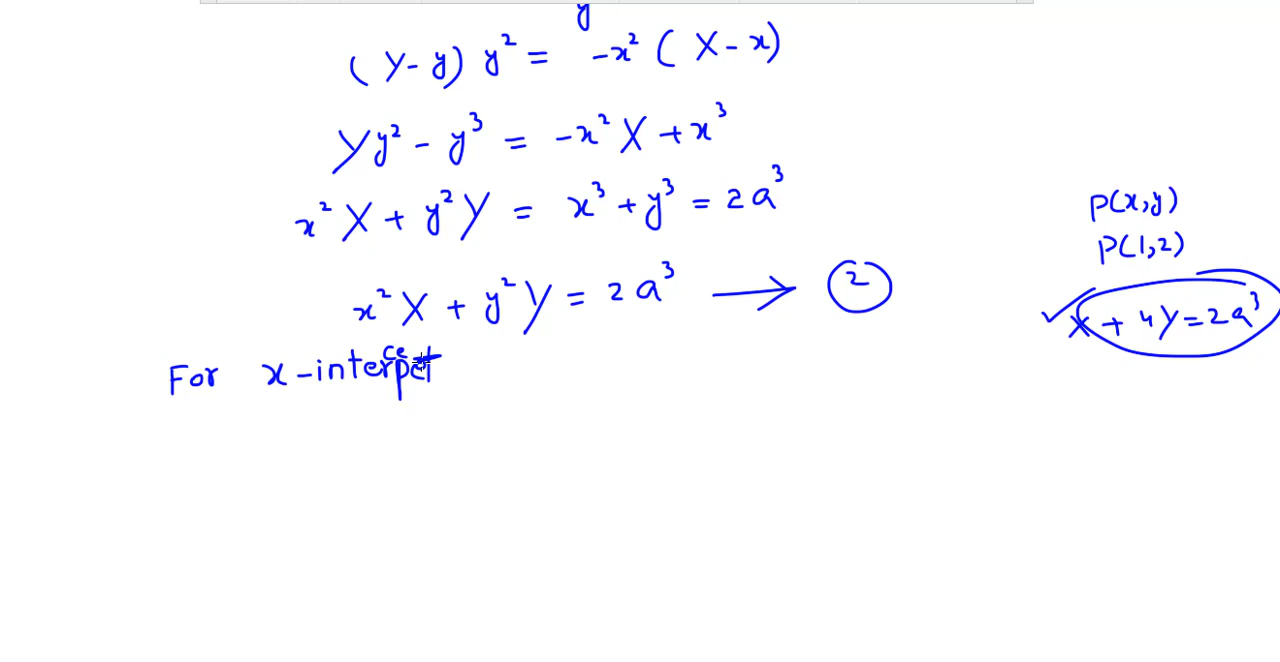 y
(Y-y) y² = -x² (X-x)
Yy² - y³ = -x²X + x³
x²X + y²Y = x³ + y³ = 2a³
x²X + y²Y = 2a³ → ②
P(x,y)
P(1,2)
✓ X + 4Y = 2a³
For x-intercept